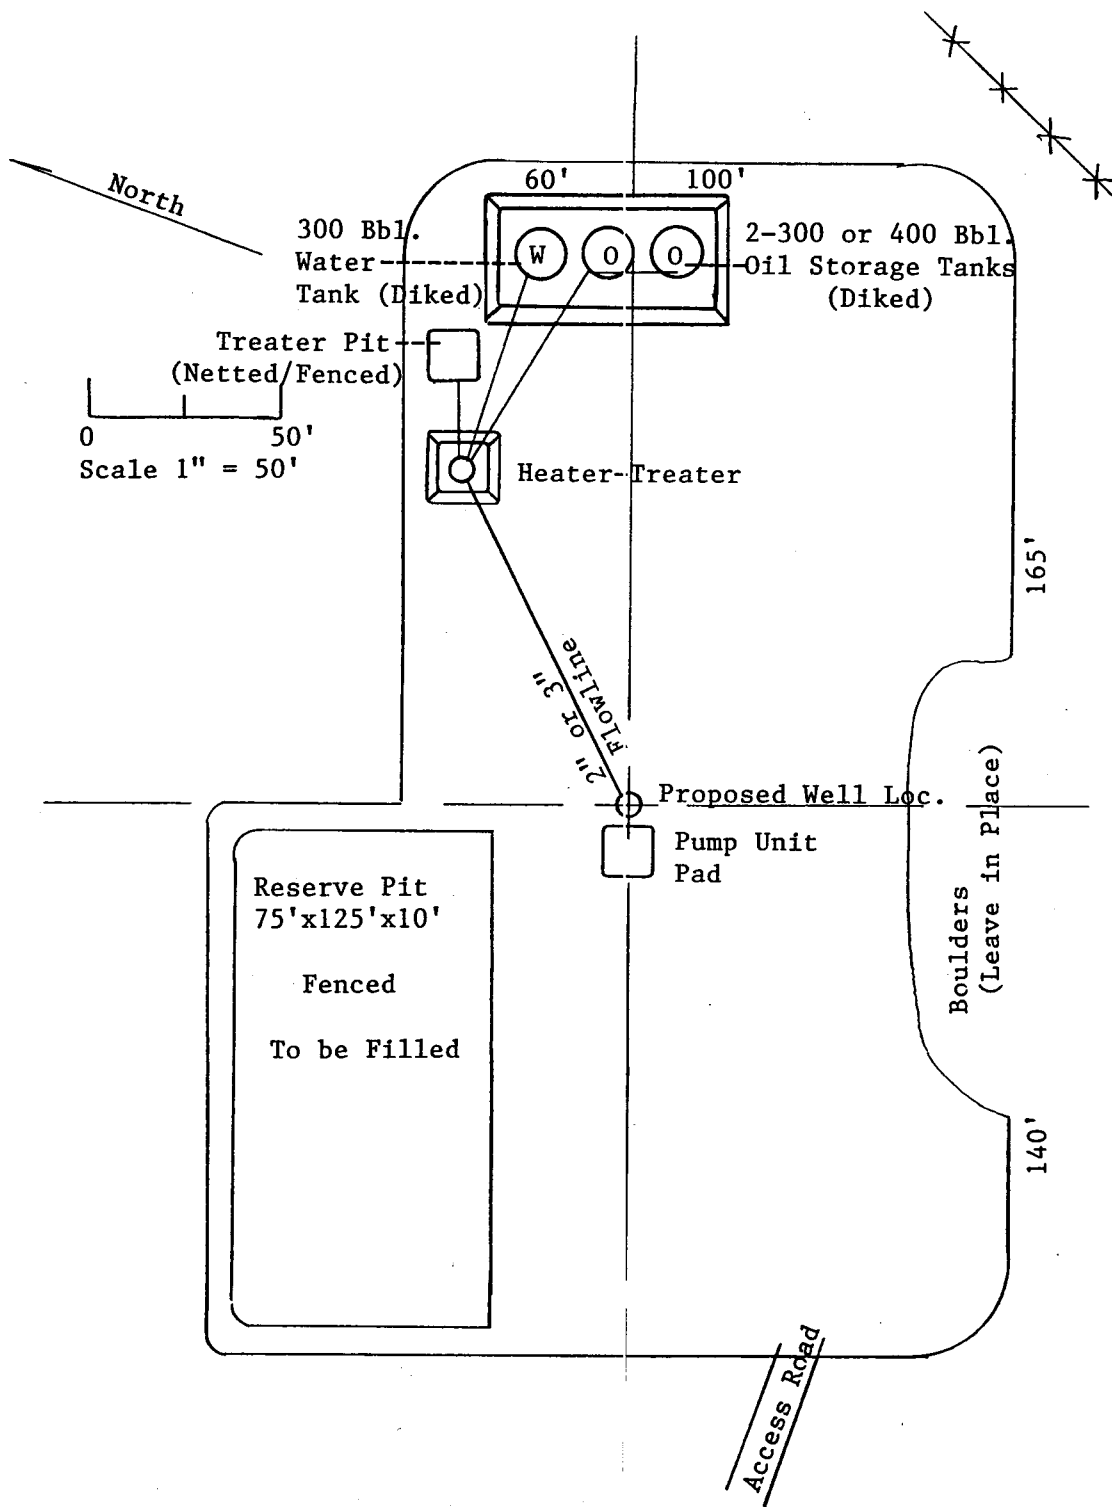 North
60'
100'
300 Bbl.
Water
Tank (Diked)
W
O
O
2-300 or 400 Bbl.
Oil Storage Tanks
(Diked)
Treater Pit
(Netted/Fenced)
0
50'
Scale 1" = 50'
Heater-Treater
165'
2" or 3"
Flowline
Proposed Well Loc.
Pump Unit
Pad
Boulders
(Leave in Place)
Reserve Pit
75'x125'x10'
Fenced
To be Filled
140'
Access Road